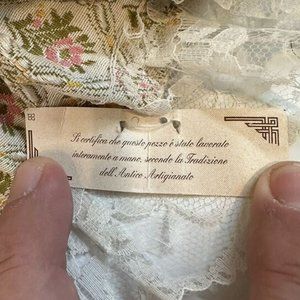 Si certifica che questo pezzo è stato lavorato
interamente a mano, secondo la Tradizione
dell'Antico Artigianato